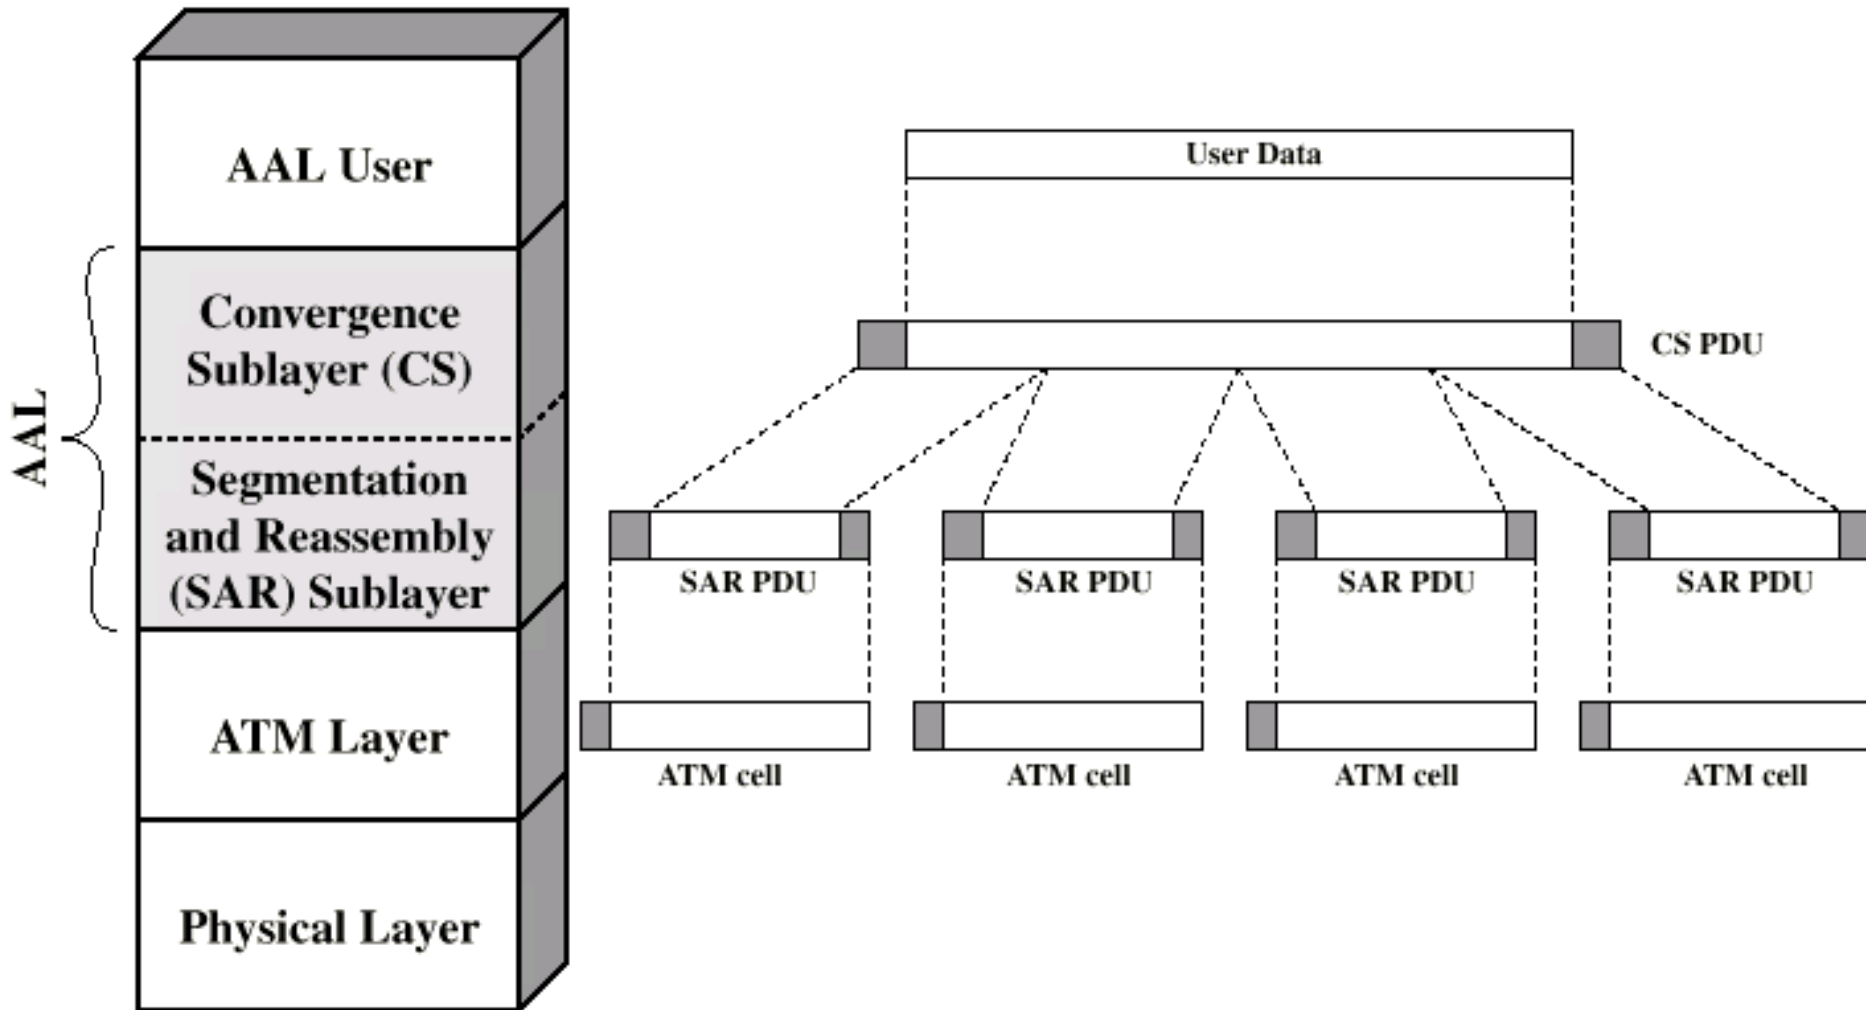 AAL User
Convergence
Sublayer (CS)
AAL
Segmentation
and Reassembly
(SAR) Sublayer
ATM Layer
Physical Layer
User Data
CS PDU
SAR PDU
SAR PDU
SAR PDU
SAR PDU
ATM cell
ATM cell
ATM cell
ATM cell